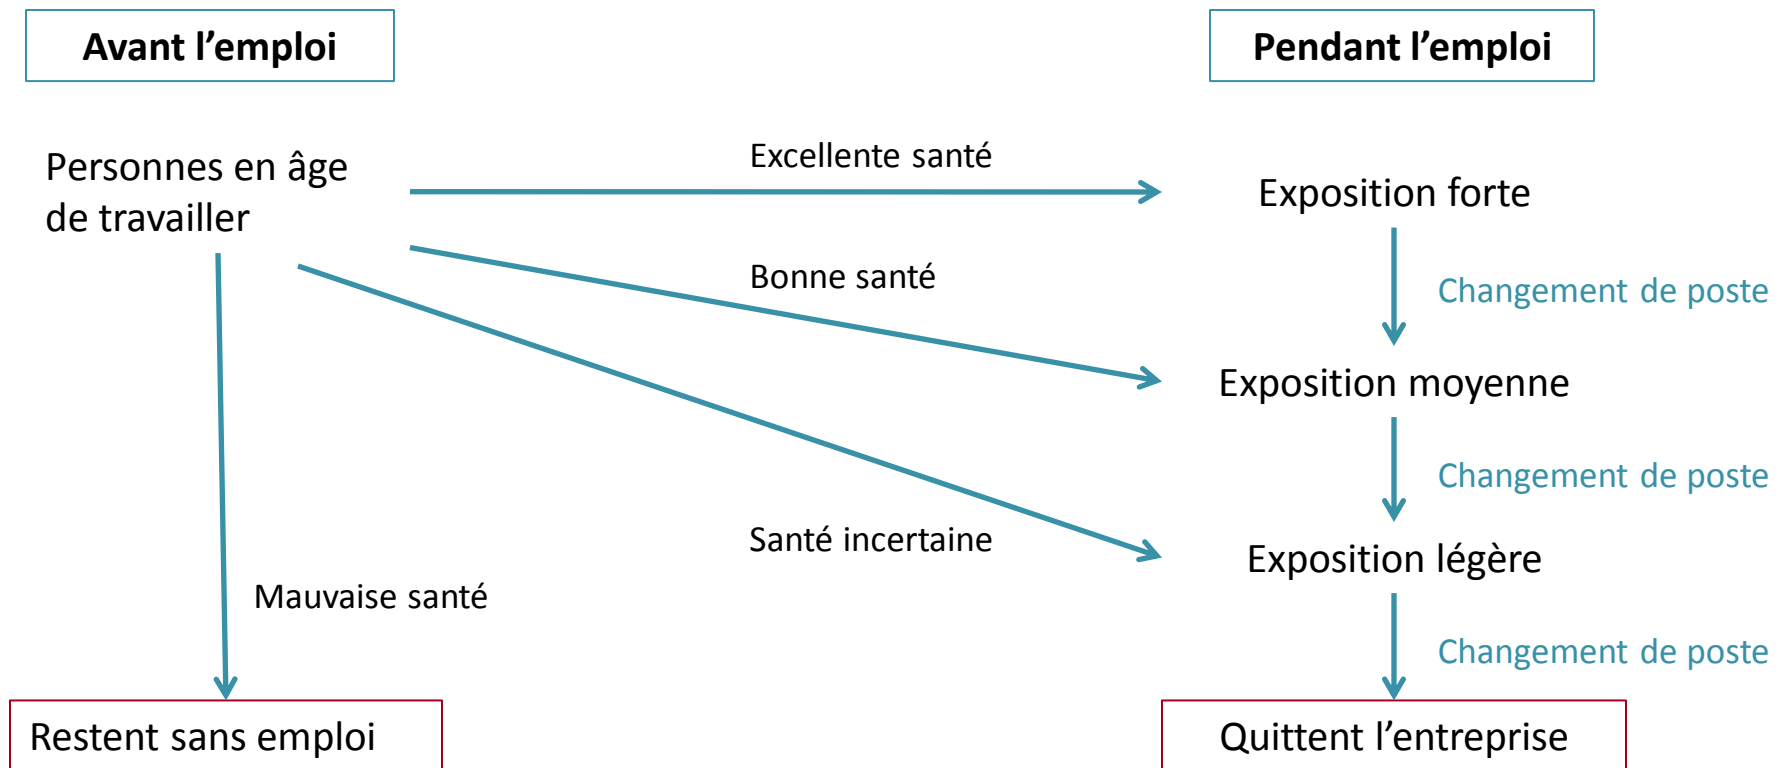 Avant l’emploi
Pendant l’emploi
Personnes en âge
de travailler
Excellente santé
Exposition forte
Bonne santé
Changement de poste
Exposition moyenne
Changement de poste
Santé incertaine
Exposition légère
Mauvaise santé
Changement de poste
Restent sans emploi
Quittent l’entreprise